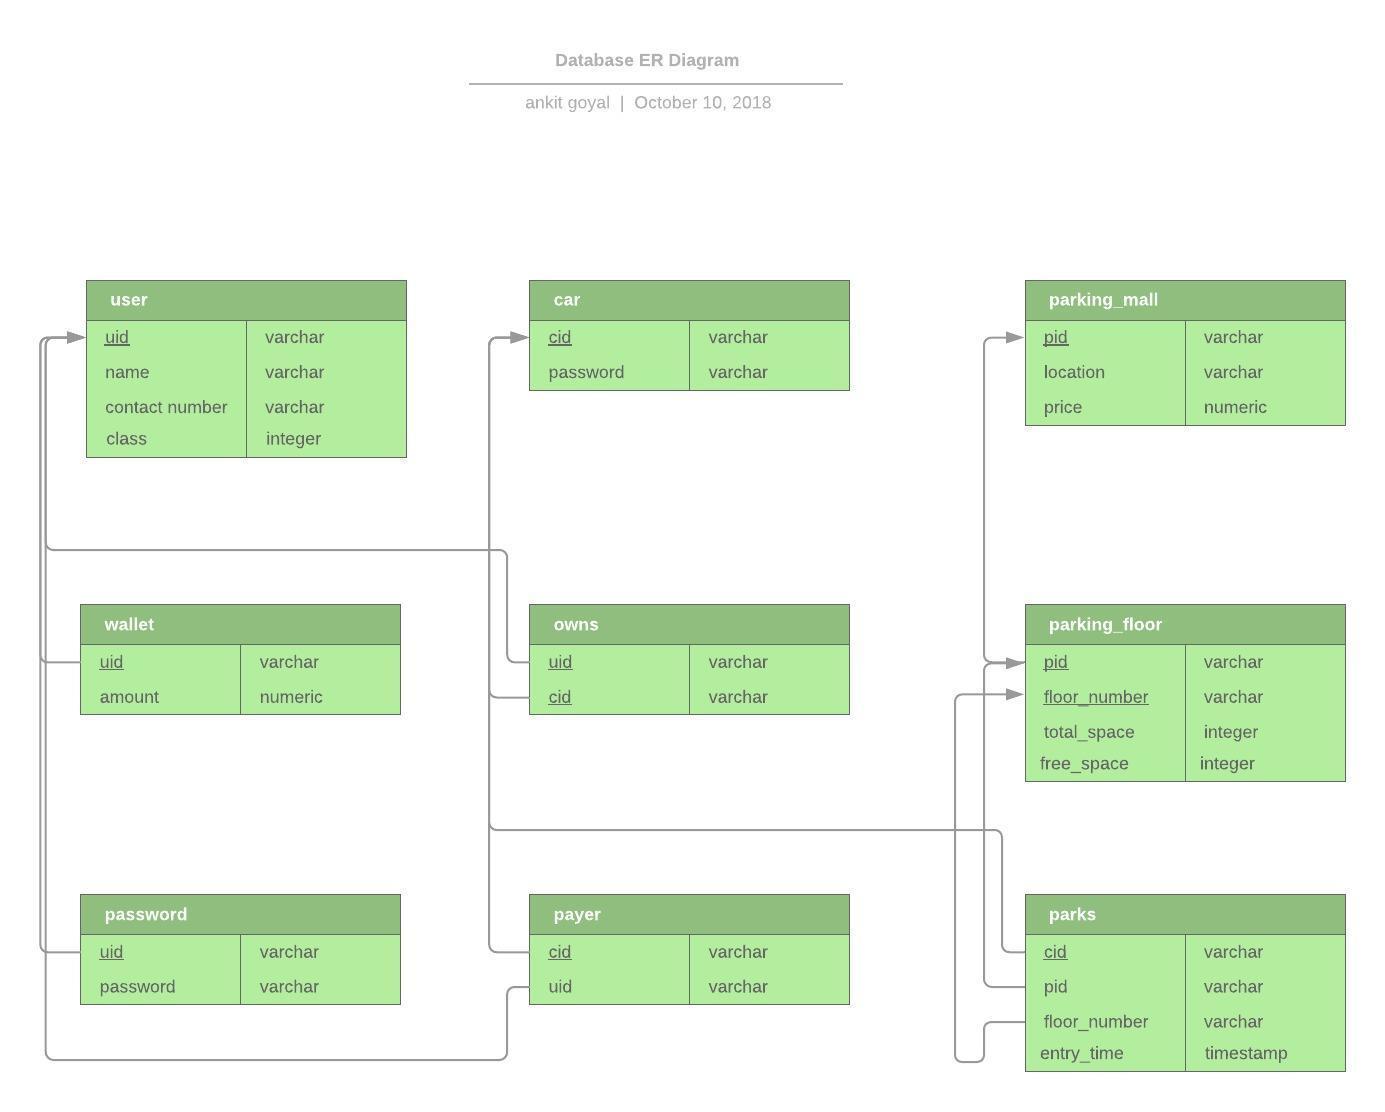 Database ER Diagram
ankit goyal | October 10, 2018
user
uid varchar
name varchar
contact number varchar
class integer
car
cid varchar
password varchar
parking_mall
pid varchar
location varchar
price numeric
wallet
uid varchar
amount numeric
owns
uid varchar
cid varchar
parking_floor
pid varchar
floor_number varchar
total_space integer
free_space integer
password
uid varchar
password varchar
payer
cid varchar
uid varchar
parks
cid varchar
pid varchar
floor_number varchar
entry_time timestamp